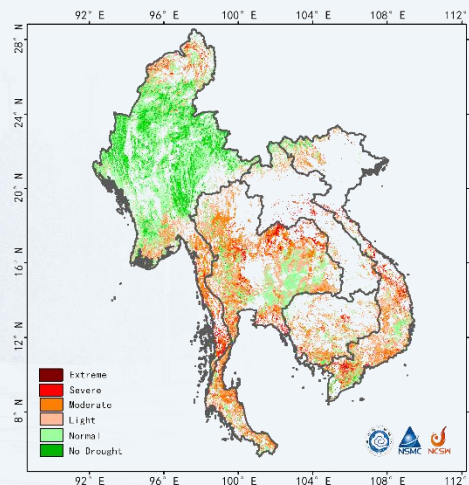 92° E 96° E 100° E 104° E 108° E 112°
28° N
24° N
20° N
16° N
12° N
8° N
Extreme
Severe
Moderate
Light
Normal
No Drought
NSMC
NCSW
92° E 96° E 100° E 104° E 108° E 112°